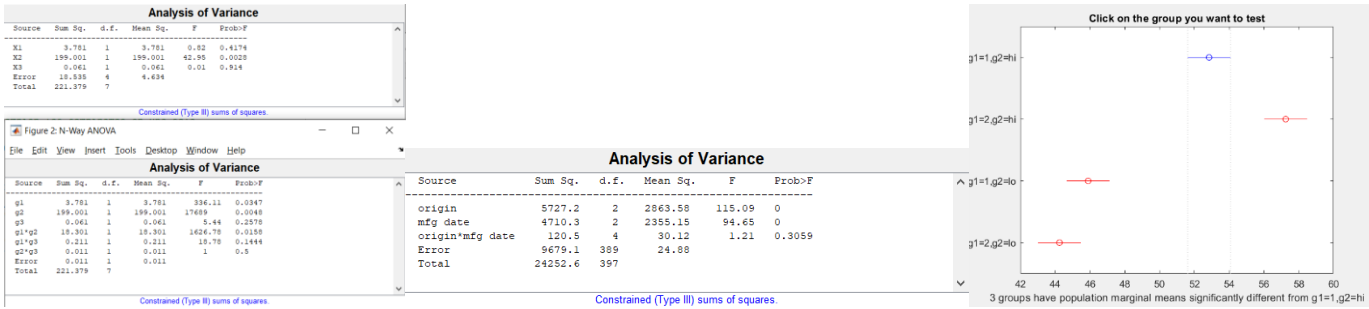 Analysis of Variance
Source Sum Sq. d.f. Mean Sq. F Prob>F
X1 3.781 1 3.781 0.82 0.4174
X2 199.001 1 199.001 42.95 0.0028
X3 0.061 1 0.061 0.01 0.914
Error 18.535 4 4.634
Total 221.379 7
Constrained (Type III) sums of squares.
Figure 2: N-Way ANOVA
File Edit View Insert Tools Desktop Window Help
Analysis of Variance
Source Sum Sq. d.f. Mean Sq. F Prob>F
g1 3.781 1 3.781 336.11 0.0347
g2 199.001 1 199.001 17689 0.0048
g3 0.061 1 0.061 5.44 0.2578
g1*g2 18.301 1 18.301 1626.78 0.0158
g1*g3 0.211 1 0.211 18.78 0.1444
g2*g3 0.011 1 0.011 1 0.5
Error 0.011 1 0.011
Total 221.379 7
Constrained (Type III) sums of squares.
Analysis of Variance
Source Sum Sq. d.f. Mean Sq. F Prob>F
origin 5727.2 2 2863.58 115.09 0
mfg date 4710.3 2 2355.15 94.65 0
origin*mfg date 120.5 4 30.12 1.21 0.3059
Error 9679.1 389 24.88
Total 24252.6 397
Constrained (Type III) sums of squares.
Click on the group you want to test
g1=1,g2=hi
g1=2,g2=hi
g1=1,g2=lo
g1=2,g2=lo
42 44 46 48 50 52 54 56 58 60
3 groups have population marginal means significantly different from g1=1,g2=hi